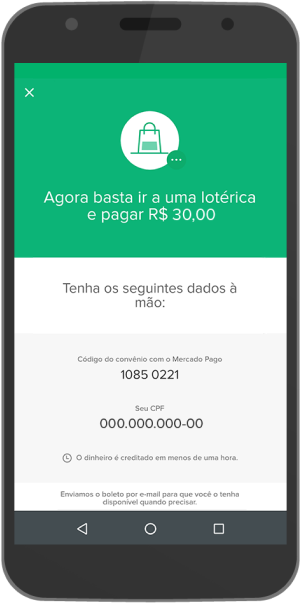 Agora basta ir a uma lotérica
e pagar R$ 30,00
Tenha os seguintes dados à
mão:
Código do convênio com o Mercado Pago
1085 0221
Seu CPF
000.000.000-00
O dinheiro é creditado em menos de uma hora.
Enviamos o boleto por e-mail para que você o tenha
disponível quando precisar.